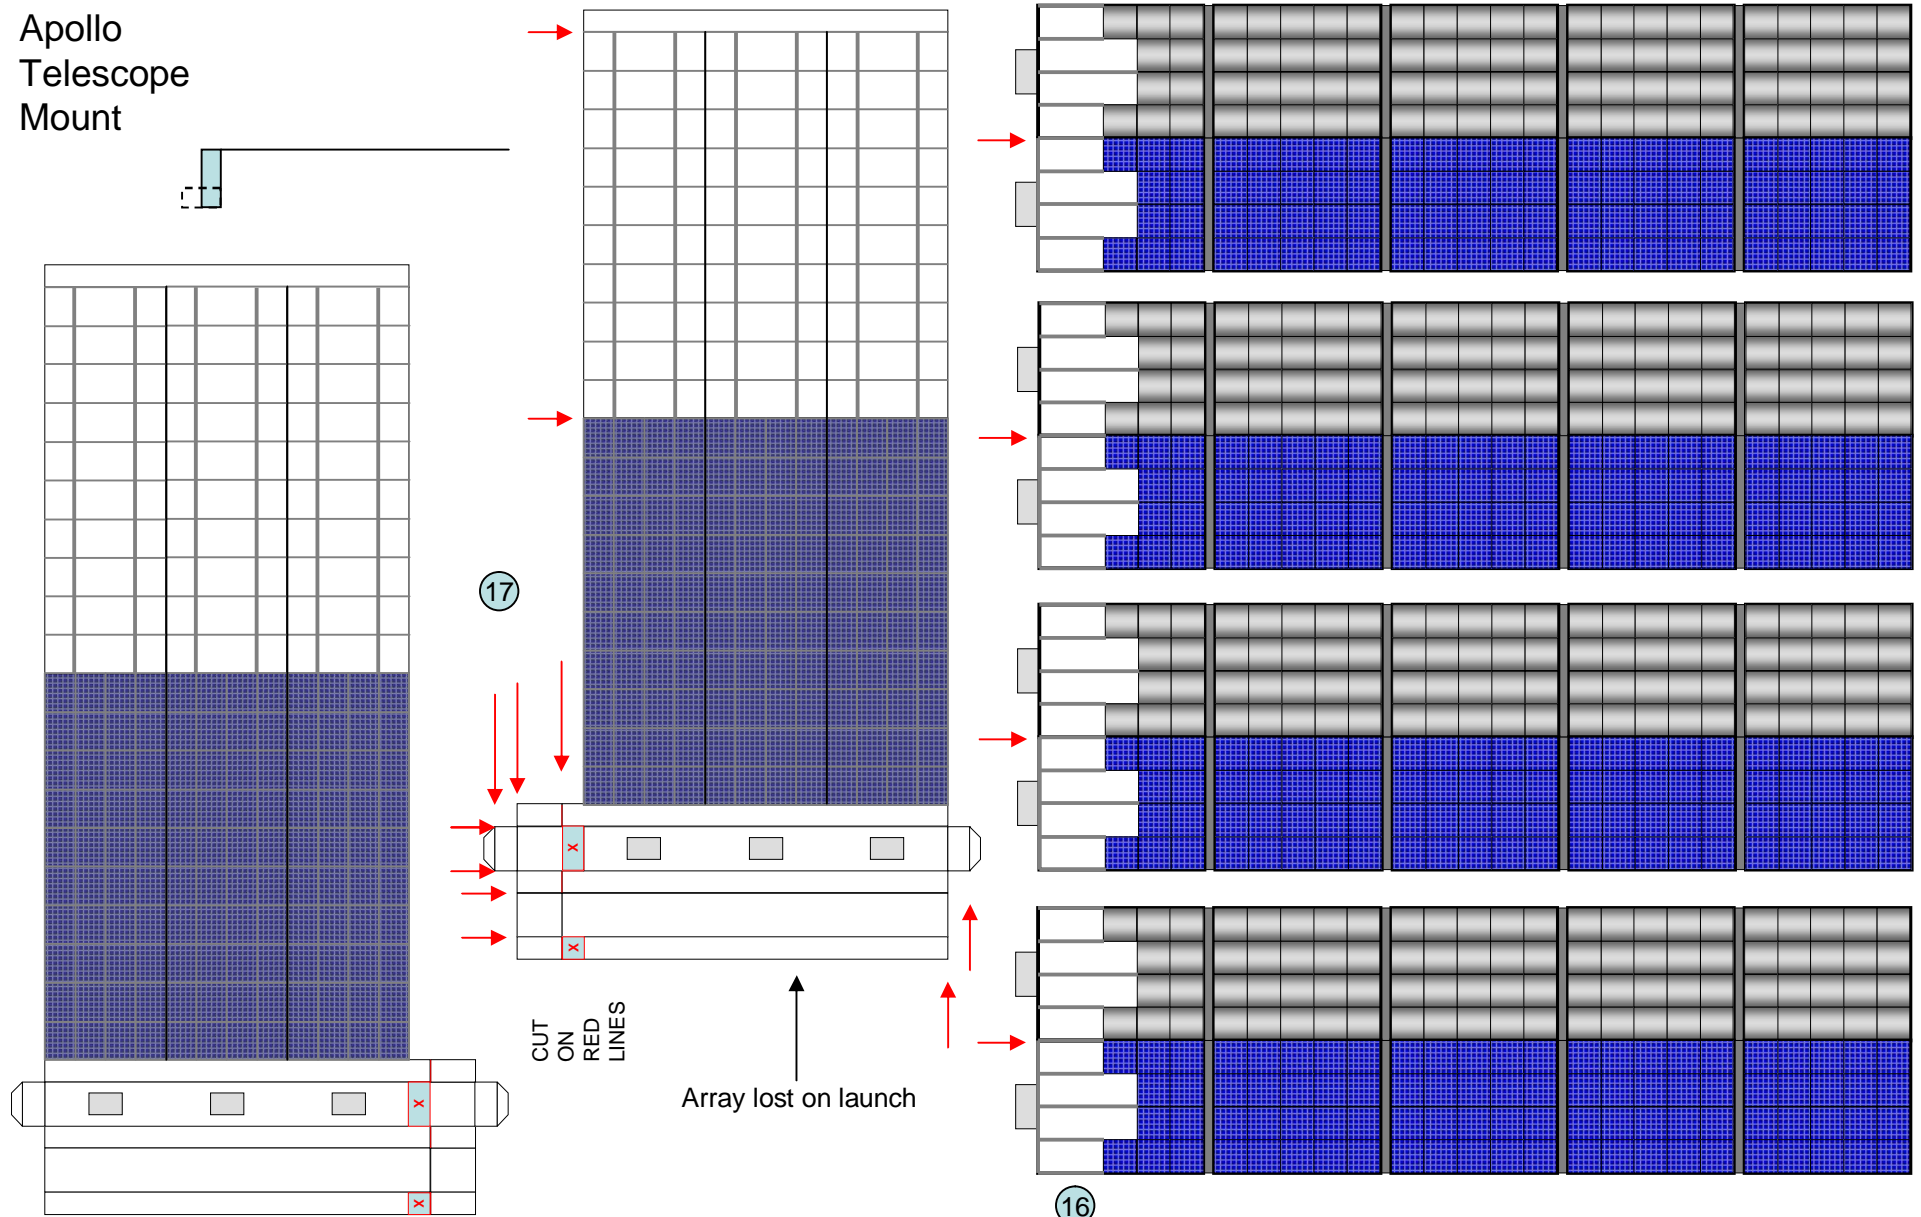 Apollo
Telescope
Mount
17
X
X
CUT
ON
RED
LINES
Array lost on launch
X
X
16